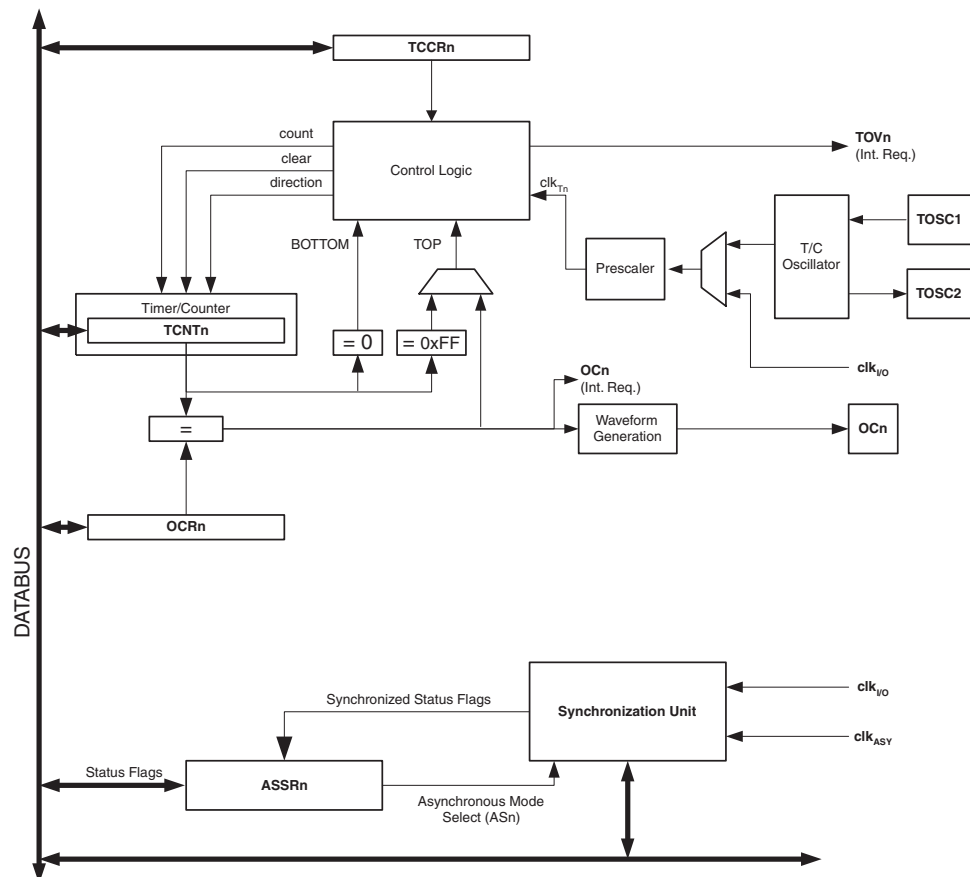 TCCRn
count
clear
direction
Control Logic
TOVn
(Int. Req.)
clkTn
BOTTOM
TOP
Prescaler
T/C
Oscillator
TOSC1
TOSC2
Timer/Counter
TCNTn
= 0
= 0xFF
clkI/O
OCn
(Int. Req.)
=
Waveform
Generation
OCn
OCRn
DATABUS
Synchronized Status Flags
Synchronization Unit
clkI/O
clkASY
Status Flags
ASSRn
Asynchronous Mode
Select (ASn)